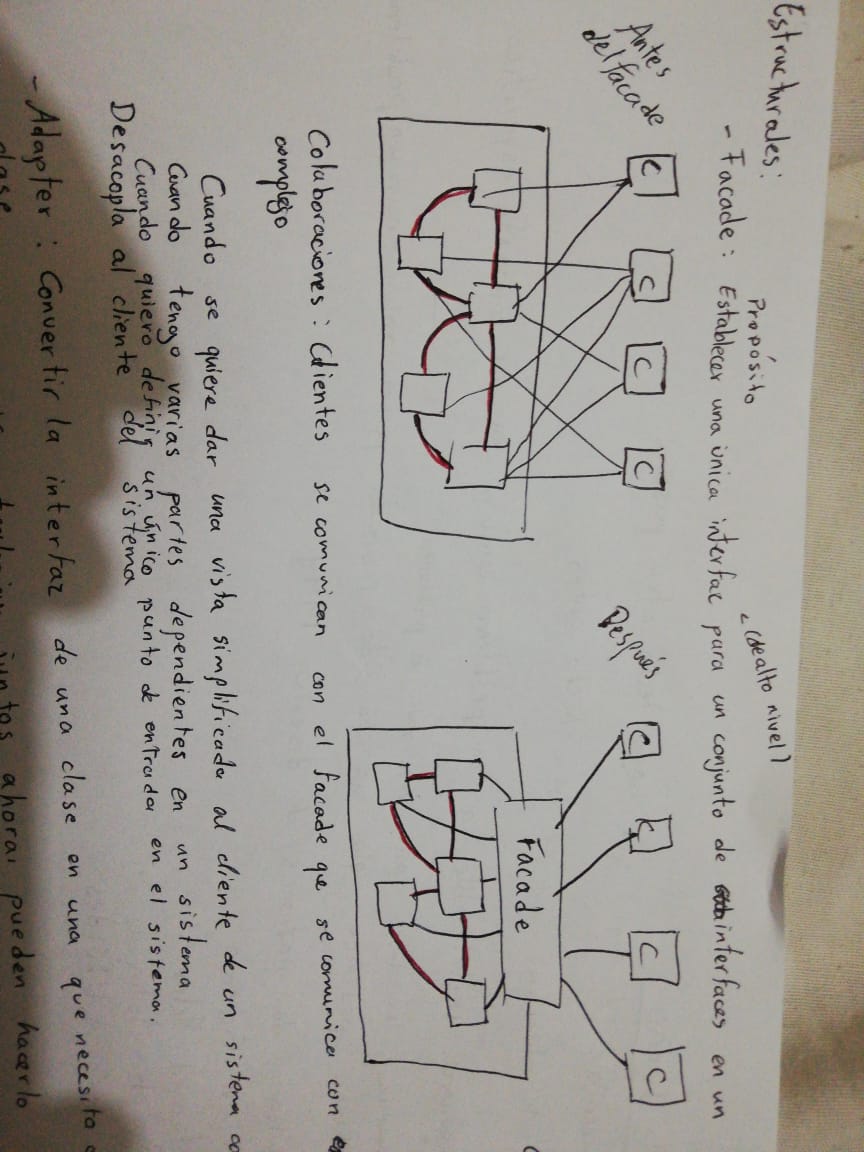 Estructurales:
Propósito
(de alto nivel)
- Facade: Establecer una única interfac para un conjunto de interfaces en un
Antes
del facade
Después
C
C
C
C
C
C
C
C
Facade
Colaboraciones: Clientes se comunican con el facade que se comunica con
complejo
Cuando se quiere dar una vista simplificada al cliente de un sistema co
Cuando tengo varias partes dependientes en un sistema
Cuando quiero definir un único punto de entrada en el sistema.
Desacopla al cliente del sistema
- Adapter: Convertir la interfaz de una clase en una que necesita
clase juntos ahora pueden hacerlo